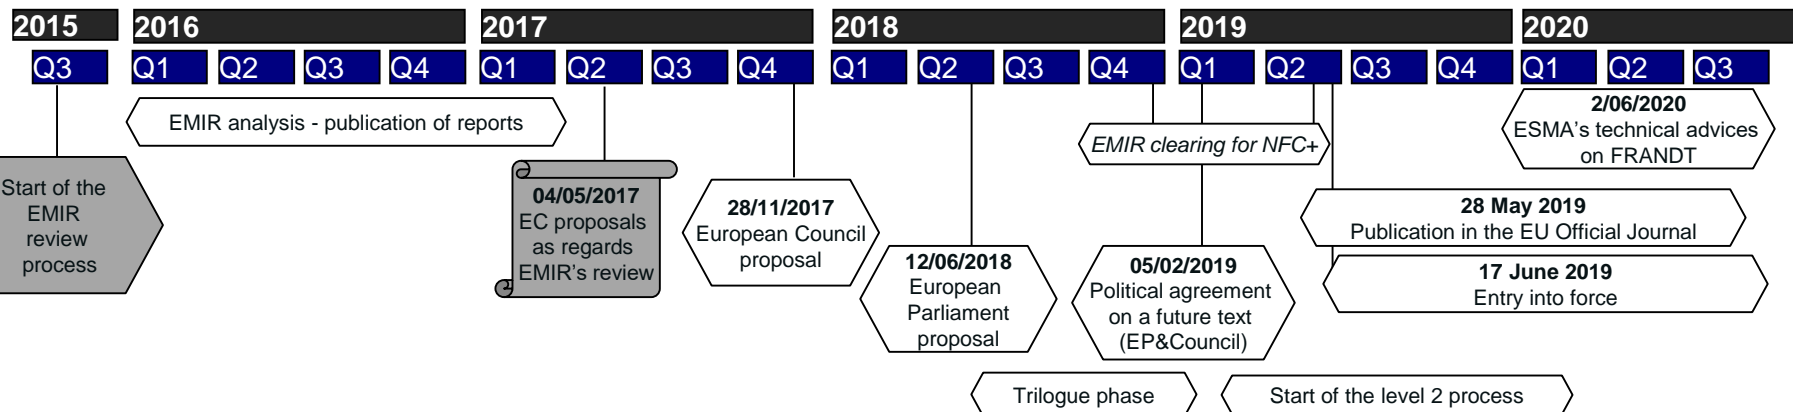 2015 2016 2017 2018 2019 2020
Q3 Q1 Q2 Q3 Q4 Q1 Q2 Q3 Q4 Q1 Q2 Q3 Q4 Q1 Q2 Q3 Q4 Q1 Q2 Q3
EMIR analysis - publication of reports
Start of the
EMIR
review
process
04/05/2017
EC proposals
as regards
EMIR's review
28/11/2017
European Council
proposal
12/06/2018
European
Parliament
proposal
EMIR clearing for NFC+
05/02/2019
Political agreement
on a future text
(EP&Council)
2/06/2020
ESMA's technical advices
on FRANDT
28 May 2019
Publication in the EU Official Journal
17 June 2019
Entry into force
Trilogue phase
Start of the level 2 process